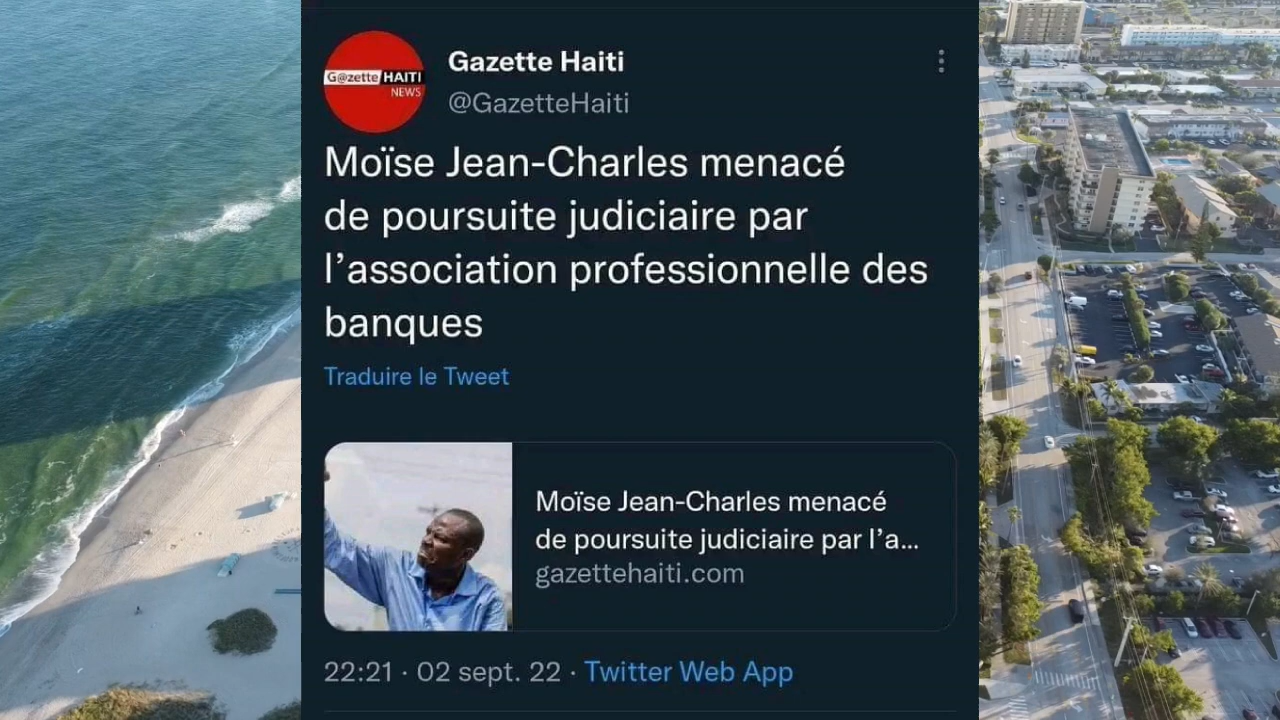 G@zette HAITI
NEWS
Gazette Haiti
@GazetteHaiti
Moïse Jean-Charles menacé
de poursuite judiciaire par
l’association professionnelle des
banques
Traduire le Tweet
Moïse Jean-Charles menacé
de poursuite judiciaire par l’a...
gazettehaiti.com
22:21 · 02 sept. 22 · Twitter Web App